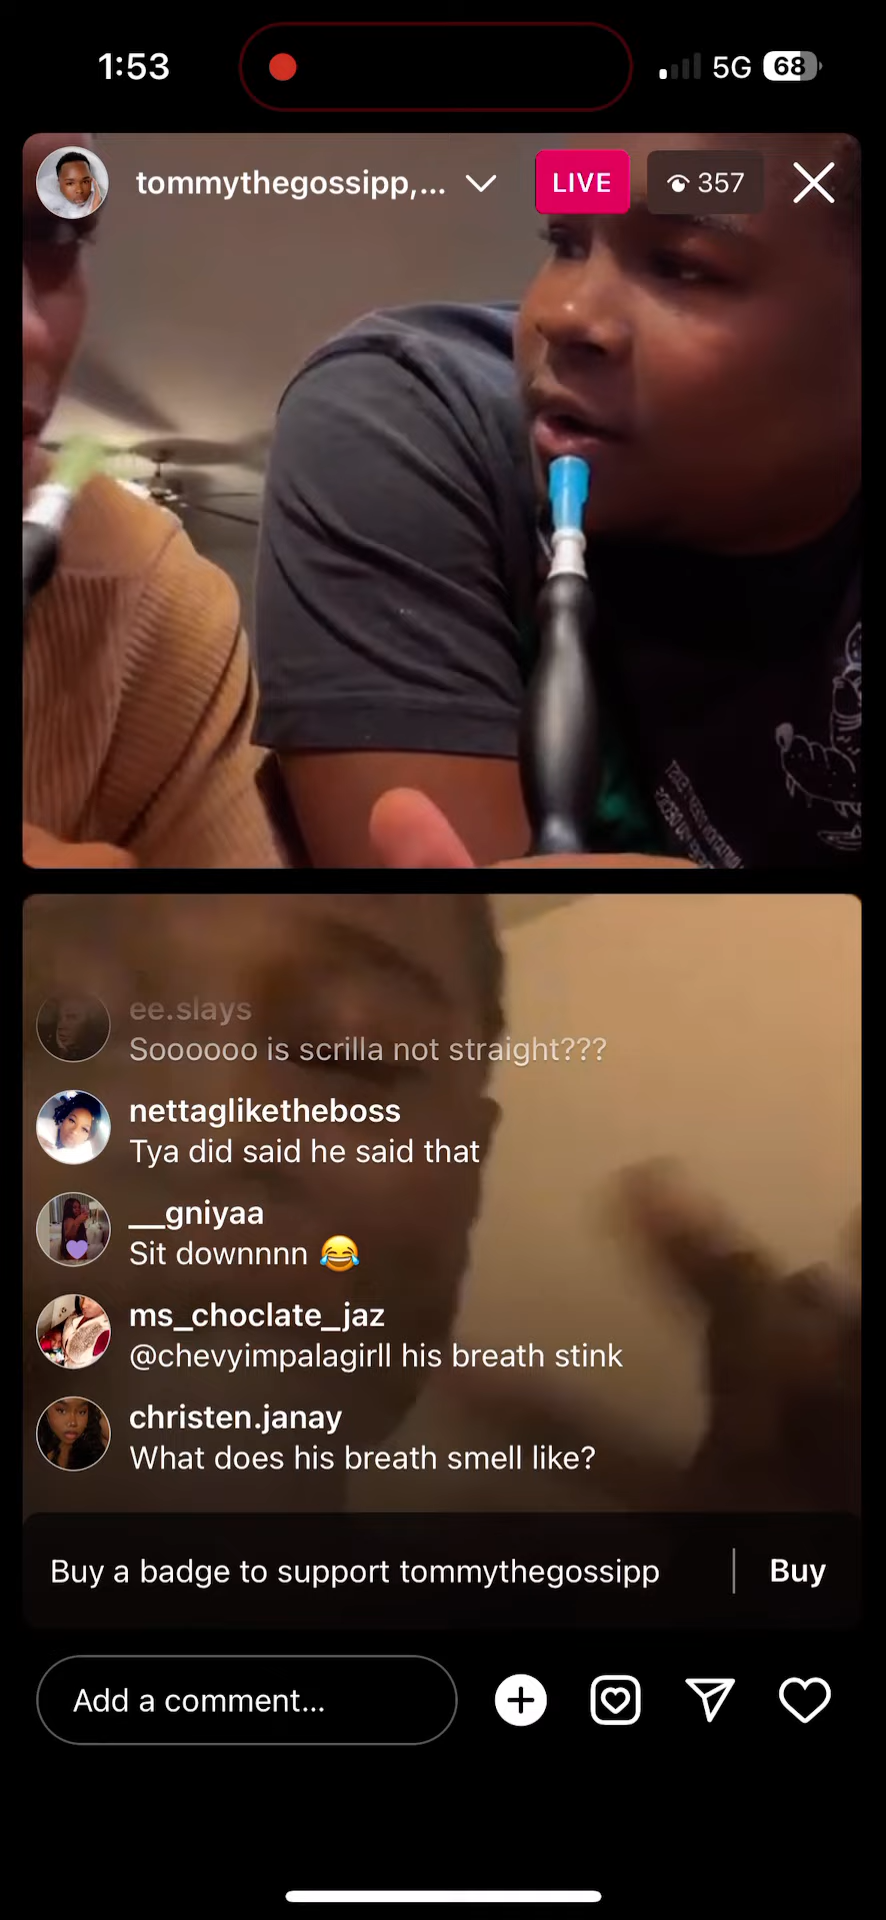 1:53
5G
68
tommythegossipp,...
LIVE
357
ee.slays
Soooooo is scrilla not straight???
nettagliketheboss
Tya did said he said that
__gniyaa
Sit downnnn 😂
ms_choclate_jaz
@chevyimpalagirll his breath stink
christen.janay
What does his breath smell like?
Buy a badge to support tommythegossipp
Buy
Add a comment...